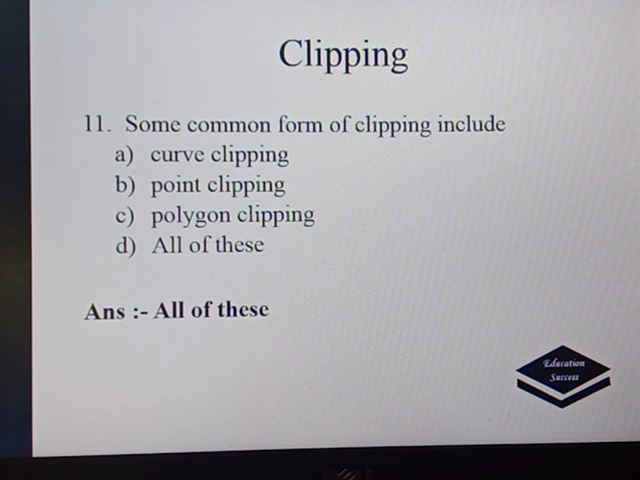 Clipping
11. Some common form of clipping include
a) curve clipping
b) point clipping
c) polygon clipping
d) All of these
Ans :- All of these
Education
Success